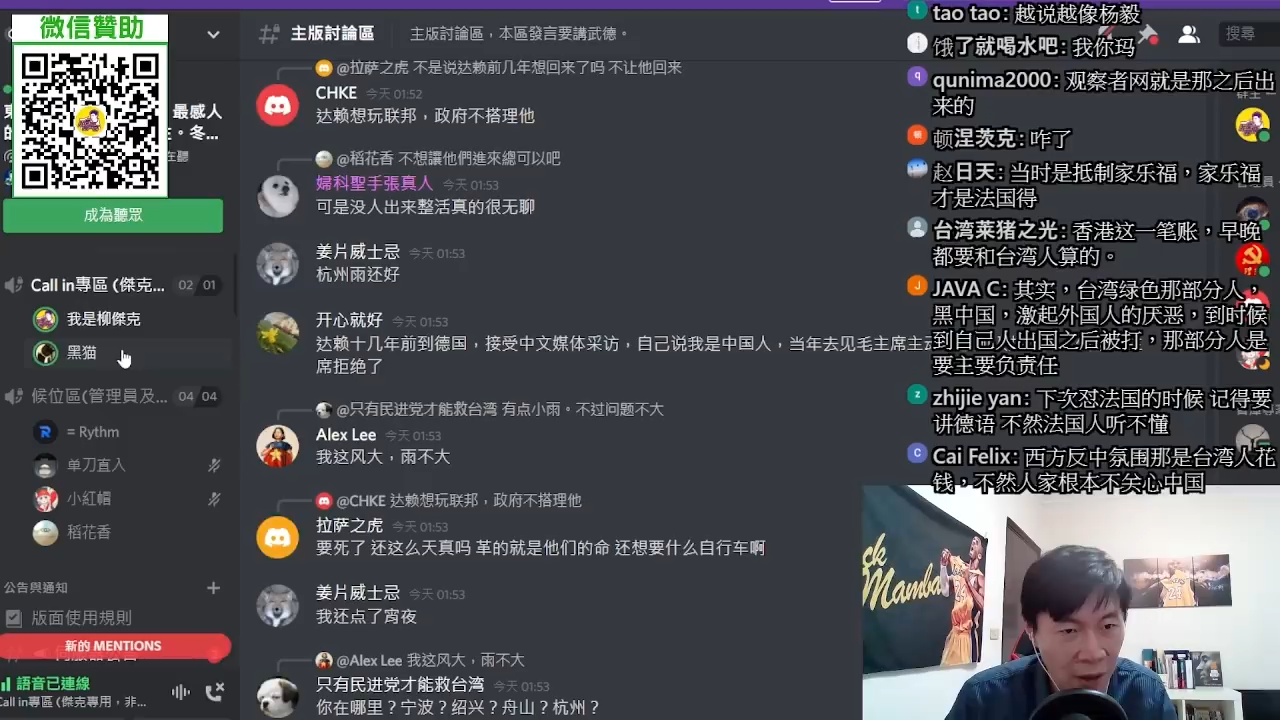 微信贊助
最感人
。冬...
在聽
成為聽眾
Call in專區 (傑克... 02 01
我是柳傑克
黑猫
候位區(管理員及... 04 04
= Rythm
单刀直入
小紅帽
稻花香
公告與通知
版面使用規則
新的 MENTIONS
語音已連線
Call in專區 (傑克專用，非...
主版討論區
主版討論區，本區發言要講武德。
搜尋
@拉萨之虎 不是说达赖前几年想回来了吗 不让他回来
CHKE 今天 01:52
达赖想玩联邦，政府不搭理他
@稻花香 不想讓他們進來總可以吧
婦科聖手張真人 今天 01:53
可是没人出来整活真的很无聊
姜片威士忌 今天 01:53
杭州雨还好
开心就好 今天 01:53
达赖十几年前到德国，接受中文媒体采访，自己说我是中国人，当年去见毛主席主
席拒绝了
@只有民进党才能救台湾 有点小雨。不过问题不大
Alex Lee 今天 01:53
我这风大，雨不大
@CHKE 达赖想玩联邦，政府不搭理他
拉萨之虎 今天 01:53
要死了 还这么天真吗 革的就是他们的命 还想要什么自行车啊
姜片威士忌 今天 01:53
我还点了宵夜
@Alex Lee 我这风大，雨不大
只有民进党才能救台湾 今天 01:53
你在哪里？宁波？绍兴？舟山？杭州？
tao tao: 越说越像杨毅
饿了就喝水吧: 我你玛
qunima2000: 观察者网就是那之后出
来的
顿涅茨克: 咋了
赵日天: 当时是抵制家乐福，家乐福
才是法国得
台湾莱猪之光: 香港这一笔账，早晚
都要和台湾人算的。
JAVA C: 其实，台湾绿色那部分人，
黑中国，激起外国人的厌恶，到时候
到自己人出国之后被打，那部分人是
要主要负责任
zhijie yan: 下次怼法国的时候 记得要
讲德语 不然法国人听不懂
Cai Felix: 西方反中氛围那是台湾人花
钱，不然人家根本不关心中国
ck
Mamba
24